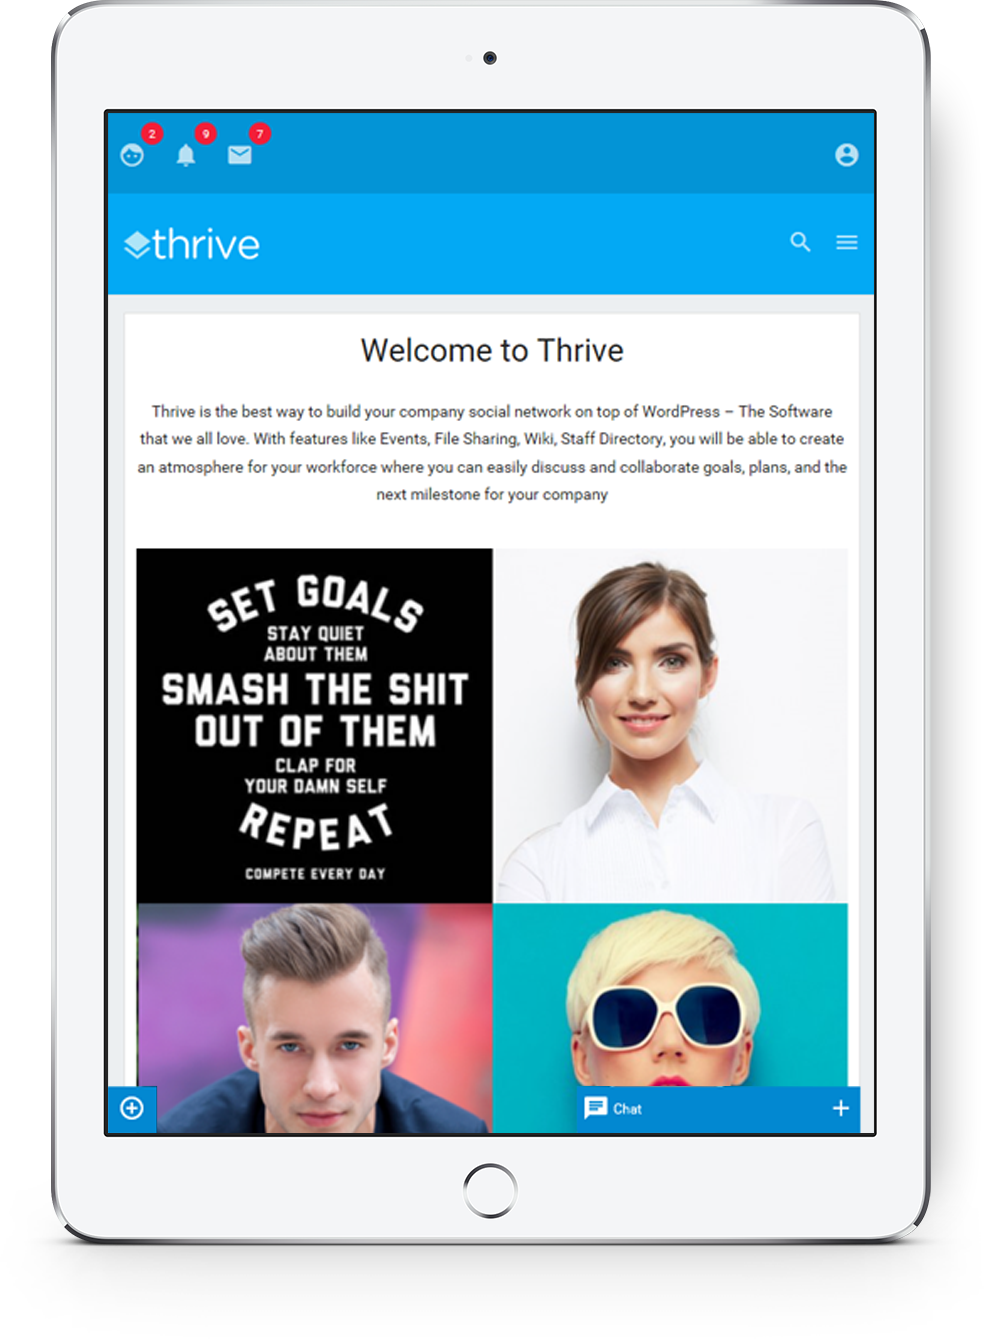 2 9 7
thrive
Welcome to Thrive
Thrive is the best way to build your company social network on top of WordPress – The Software
that we all love. With features like Events, File Sharing, Wiki, Staff Directory, you will be able to create
an atmosphere for your workforce where you can easily discuss and collaborate goals, plans, and the
next milestone for your company
SET GOALS
STAY QUIET
ABOUT THEM
SMASH THE SHIT
OUT OF THEM
CLAP FOR
YOUR DAMN SELF
REPEAT
COMPETE EVERY DAY
Chat